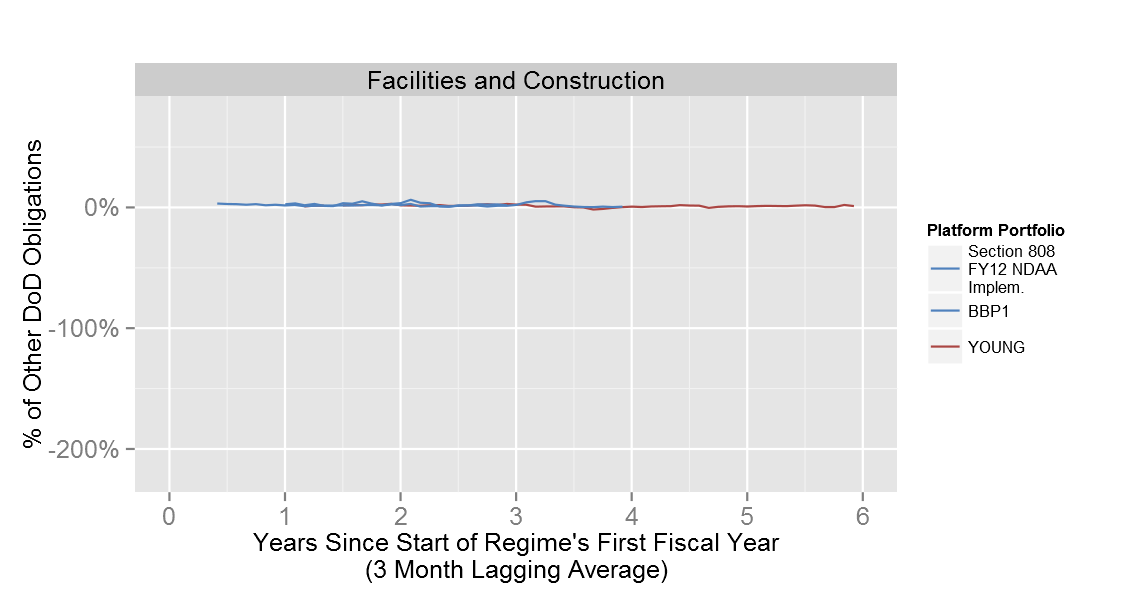 Facilities and Construction
% of Other DoD Obligations
0%
-100%
-200%
0 1 2 3 4 5 6
Years Since Start of Regime's First Fiscal Year
(3 Month Lagging Average)
Platform Portfolio
Section 808
FY12 NDAA
Implem.
BBP1
YOUNG